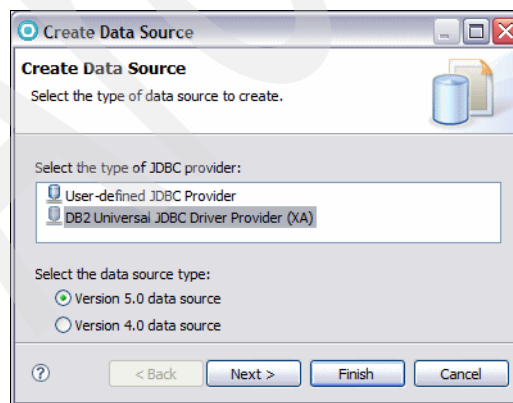 Create Data Source
Create Data Source
Select the type of data source to create.
Select the type of JDBC provider:
User-defined JDBC Provider
DB2 Universal JDBC Driver Provider (XA)
Select the data source type:
Version 5.0 data source
Version 4.0 data source
? < Back Next > Finish Cancel